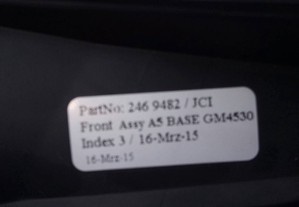 PartNo: 246 9482 / JCI
Front Assy A5 BASE GM4530
Index 3 / 16-Mrz-15
16-Mrz-15